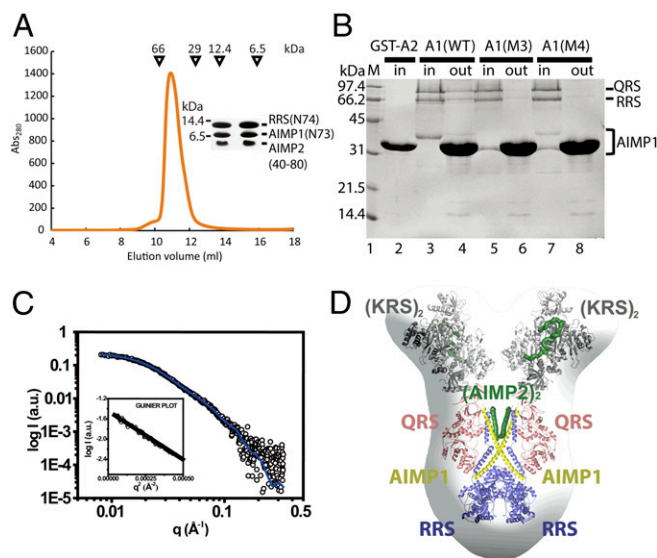 A
66 29 12.4 6.5 kDa
1600
1400
1200
1000
800
600
400
200
0
Abs280
kDa
14.4
6.5
RRS(N74)
AIMP1(N73)
AIMP2
(40-80)
4 6 8 10 12 14 16 18
Elution volume (ml)
B
GST-A2 A1(WT) A1(M3) A1(M4)
kDa M in in out in out in out
97.4
66.2
45
31
21.5
14.4
QRS
RRS
AIMP1
1 2 3 4 5 6 7 8
C
1
0.1
0.01
1E-3
1E-4
1E-5
log I (a.u.)
GUINIER PLOT
-1.6
-2.0
-2.4
log I (a.u.)
0.00000 0.00025 0.00050
q² (Å⁻²)
0.01 0.1 0.5
q (Å⁻¹)
D
(KRS)2 (KRS)2
(AIMP2)2
QRS QRS
AIMP1 AIMP1
RRS RRS